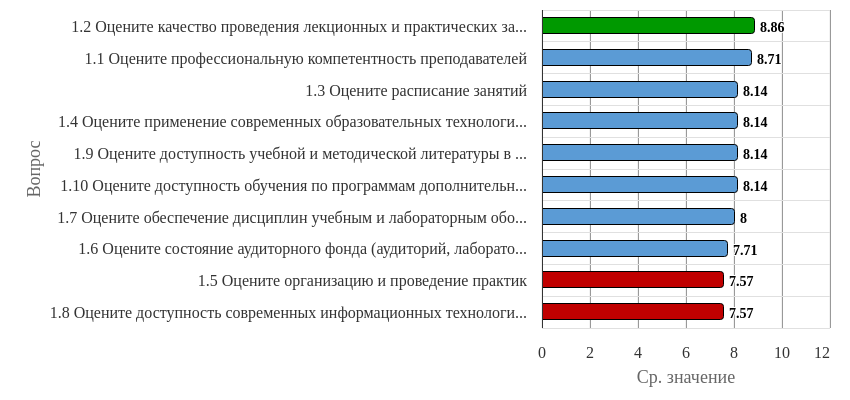 1.2 Оцените качество проведения лекционных и практических за... 8.86
1.1 Оцените профессиональную компетентность преподавателей 8.71
1.3 Оцените расписание занятий 8.14
1.4 Оцените применение современных образовательных технологи... 8.14
1.9 Оцените доступность учебной и методической литературы в ... 8.14
1.10 Оцените доступность обучения по программам дополнительн... 8.14
1.7 Оцените обеспечение дисциплин учебным и лабораторным обо... 8
1.6 Оцените состояние аудиторного фонда (аудиторий, лаборато... 7.71
1.5 Оцените организацию и проведение практик 7.57
1.8 Оцените доступность современных информационных технологи... 7.57
Вопрос
0 2 4 6 8 10 12
Ср. значение